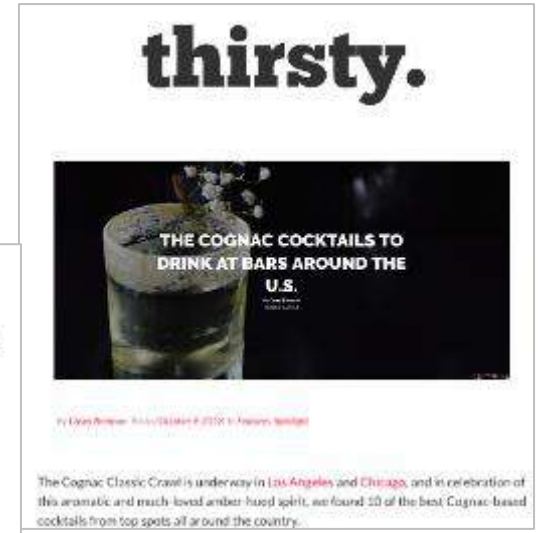 thirsty.
THE COGNAC COCKTAILS TO
DRINK AT BARS AROUND THE
U.S.
The Cognac Classic Crawl is underway in Los Angeles and Chicago, and in celebration of
this aromatic and much-loved amber-hued spirit, we found 10 of the best Cognac-based
cocktails from top spots all around the country.